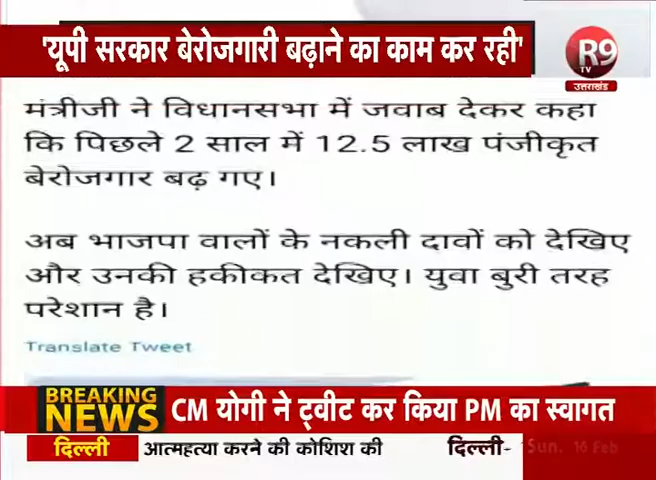 'यूपी सरकार बेरोजगारी बढ़ाने का काम कर रही'
R9
TV
उत्तराखंड
मंत्रीजी ने विधानसभा में जवाब देकर कहा
कि पिछले 2 साल में 12.5 लाख पंजीकृत
बेरोजगार बढ़ गए।
अब भाजपा वालों के नकली दावों को देखिए
और उनकी हकीकत देखिए। युवा बुरी तरह
परेशान है।
Translate Tweet
BREAKING
NEWS
CM योगी ने ट्वीट कर किया PM का स्वागत
दिल्ली
आत्महत्या करने की कोशिश की
दिल्ली-
Sun, 16 Feb